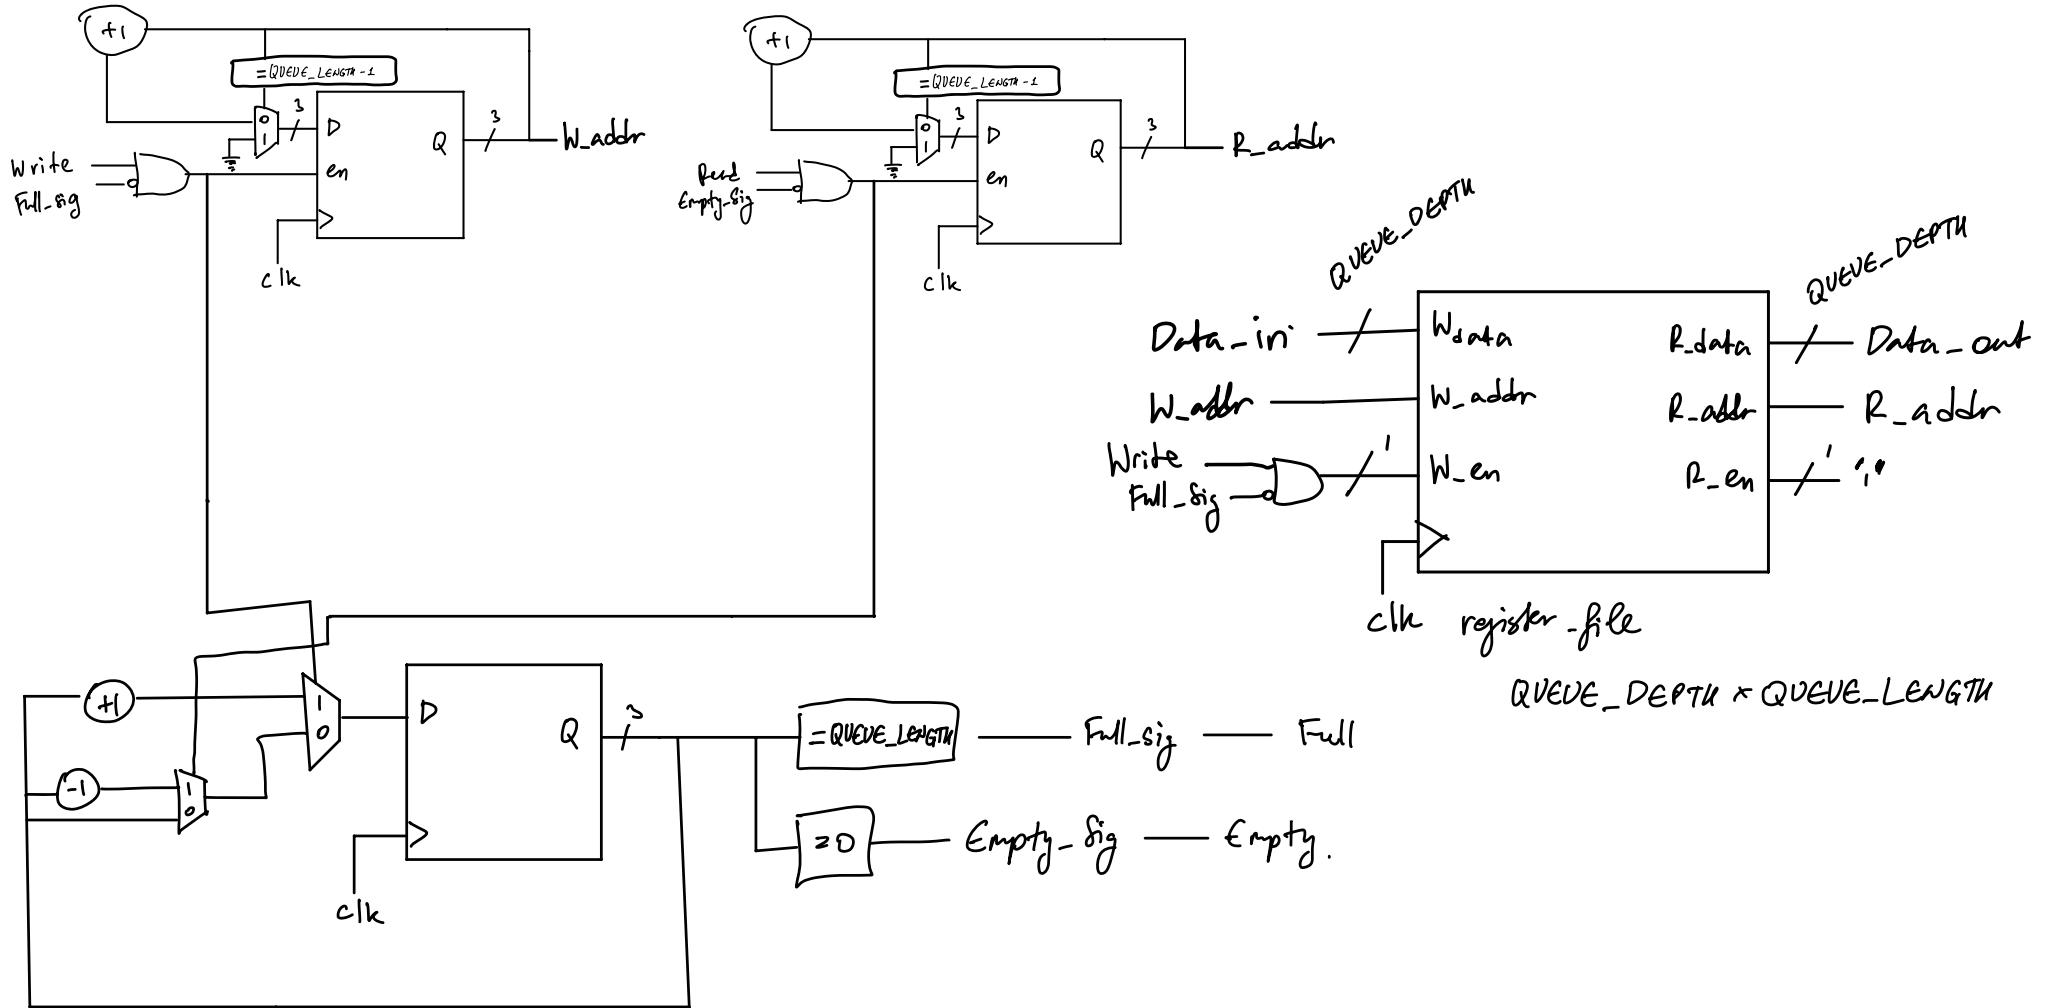 +1
= QUEUE_LENGTH-1
3
0
1
D
Q
3
W_addr
Write
Full_sig
en
clk
+1
= QUEUE_LENGTH-1
3
0
1
D
Q
3
R_addr
Read
Empty_Sig
en
clk
QUEUE_DEPTH
QUEUE_DEPTH
Data_in
W_data
R_data
Data_out
W_addr
W_addr
R_addr
R_addr
Write
Full_Sig
1
W_en
R_en
1
'1'
clk
register_file
QUEUE_DEPTH x QUEUE_LENGTH
+1
1
0
-1
1
0
D
Q
3
clk
= QUEUE_LENGTH
Full_sig
Full
=0
Empty_Sig
Empty.